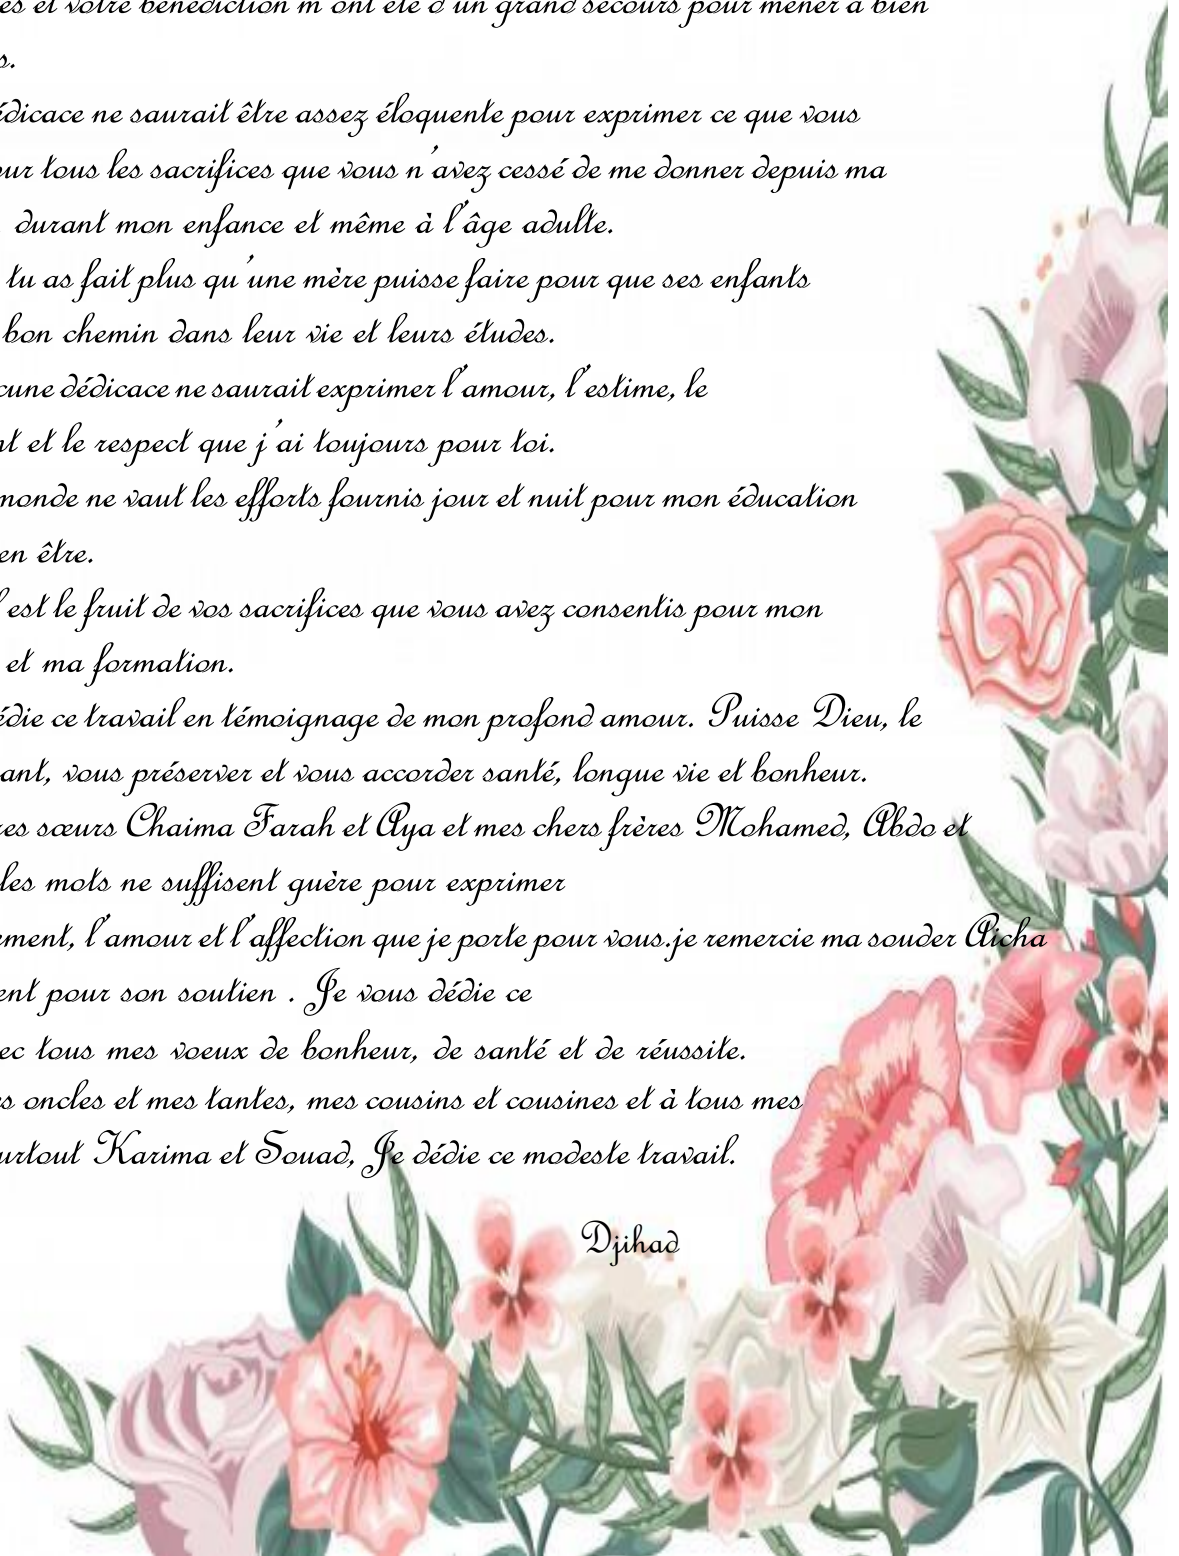 es et votre bénédiction m'ont été d'un grand secours pour mener à bien
s.
édicace ne saurait être assez éloquente pour exprimer ce que vous
our tous les sacrifices que vous n'avez cessé de me donner depuis ma
durant mon enfance et même à l'âge adulte.
tu as fait plus qu'une mère puisse faire pour que ses enfants
bon chemin dans leur vie et leurs études.
cune dédicace ne saurait exprimer l'amour, l'estime, le
nt et le respect que j'ai toujours pour toi.
monde ne vaut les efforts fournis jour et nuit pour mon éducation
en être.
l est le fruit de vos sacrifices que vous avez consentis pour mon
et ma formation.
édie ce travail en témoignage de mon profond amour. Puisse Dieu, le
ant, vous préserver et vous accorder santé, longue vie et bonheur.
res sœurs Chaima Farah et Aya et mes chers frères Mohamed, Abdo et
les mots ne suffisent guère pour exprimer
ement, l'amour et l'affection que je porte pour vous.je remercie ma souder Aicha
ent pour son soutien . Je vous dédie ce
ec tous mes voeux de bonheur, de santé et de réussite.
s oncles et mes tantes, mes cousins et cousines et à tous mes
urtout Karima et Souad, Je dédie ce modeste travail.
Djihad